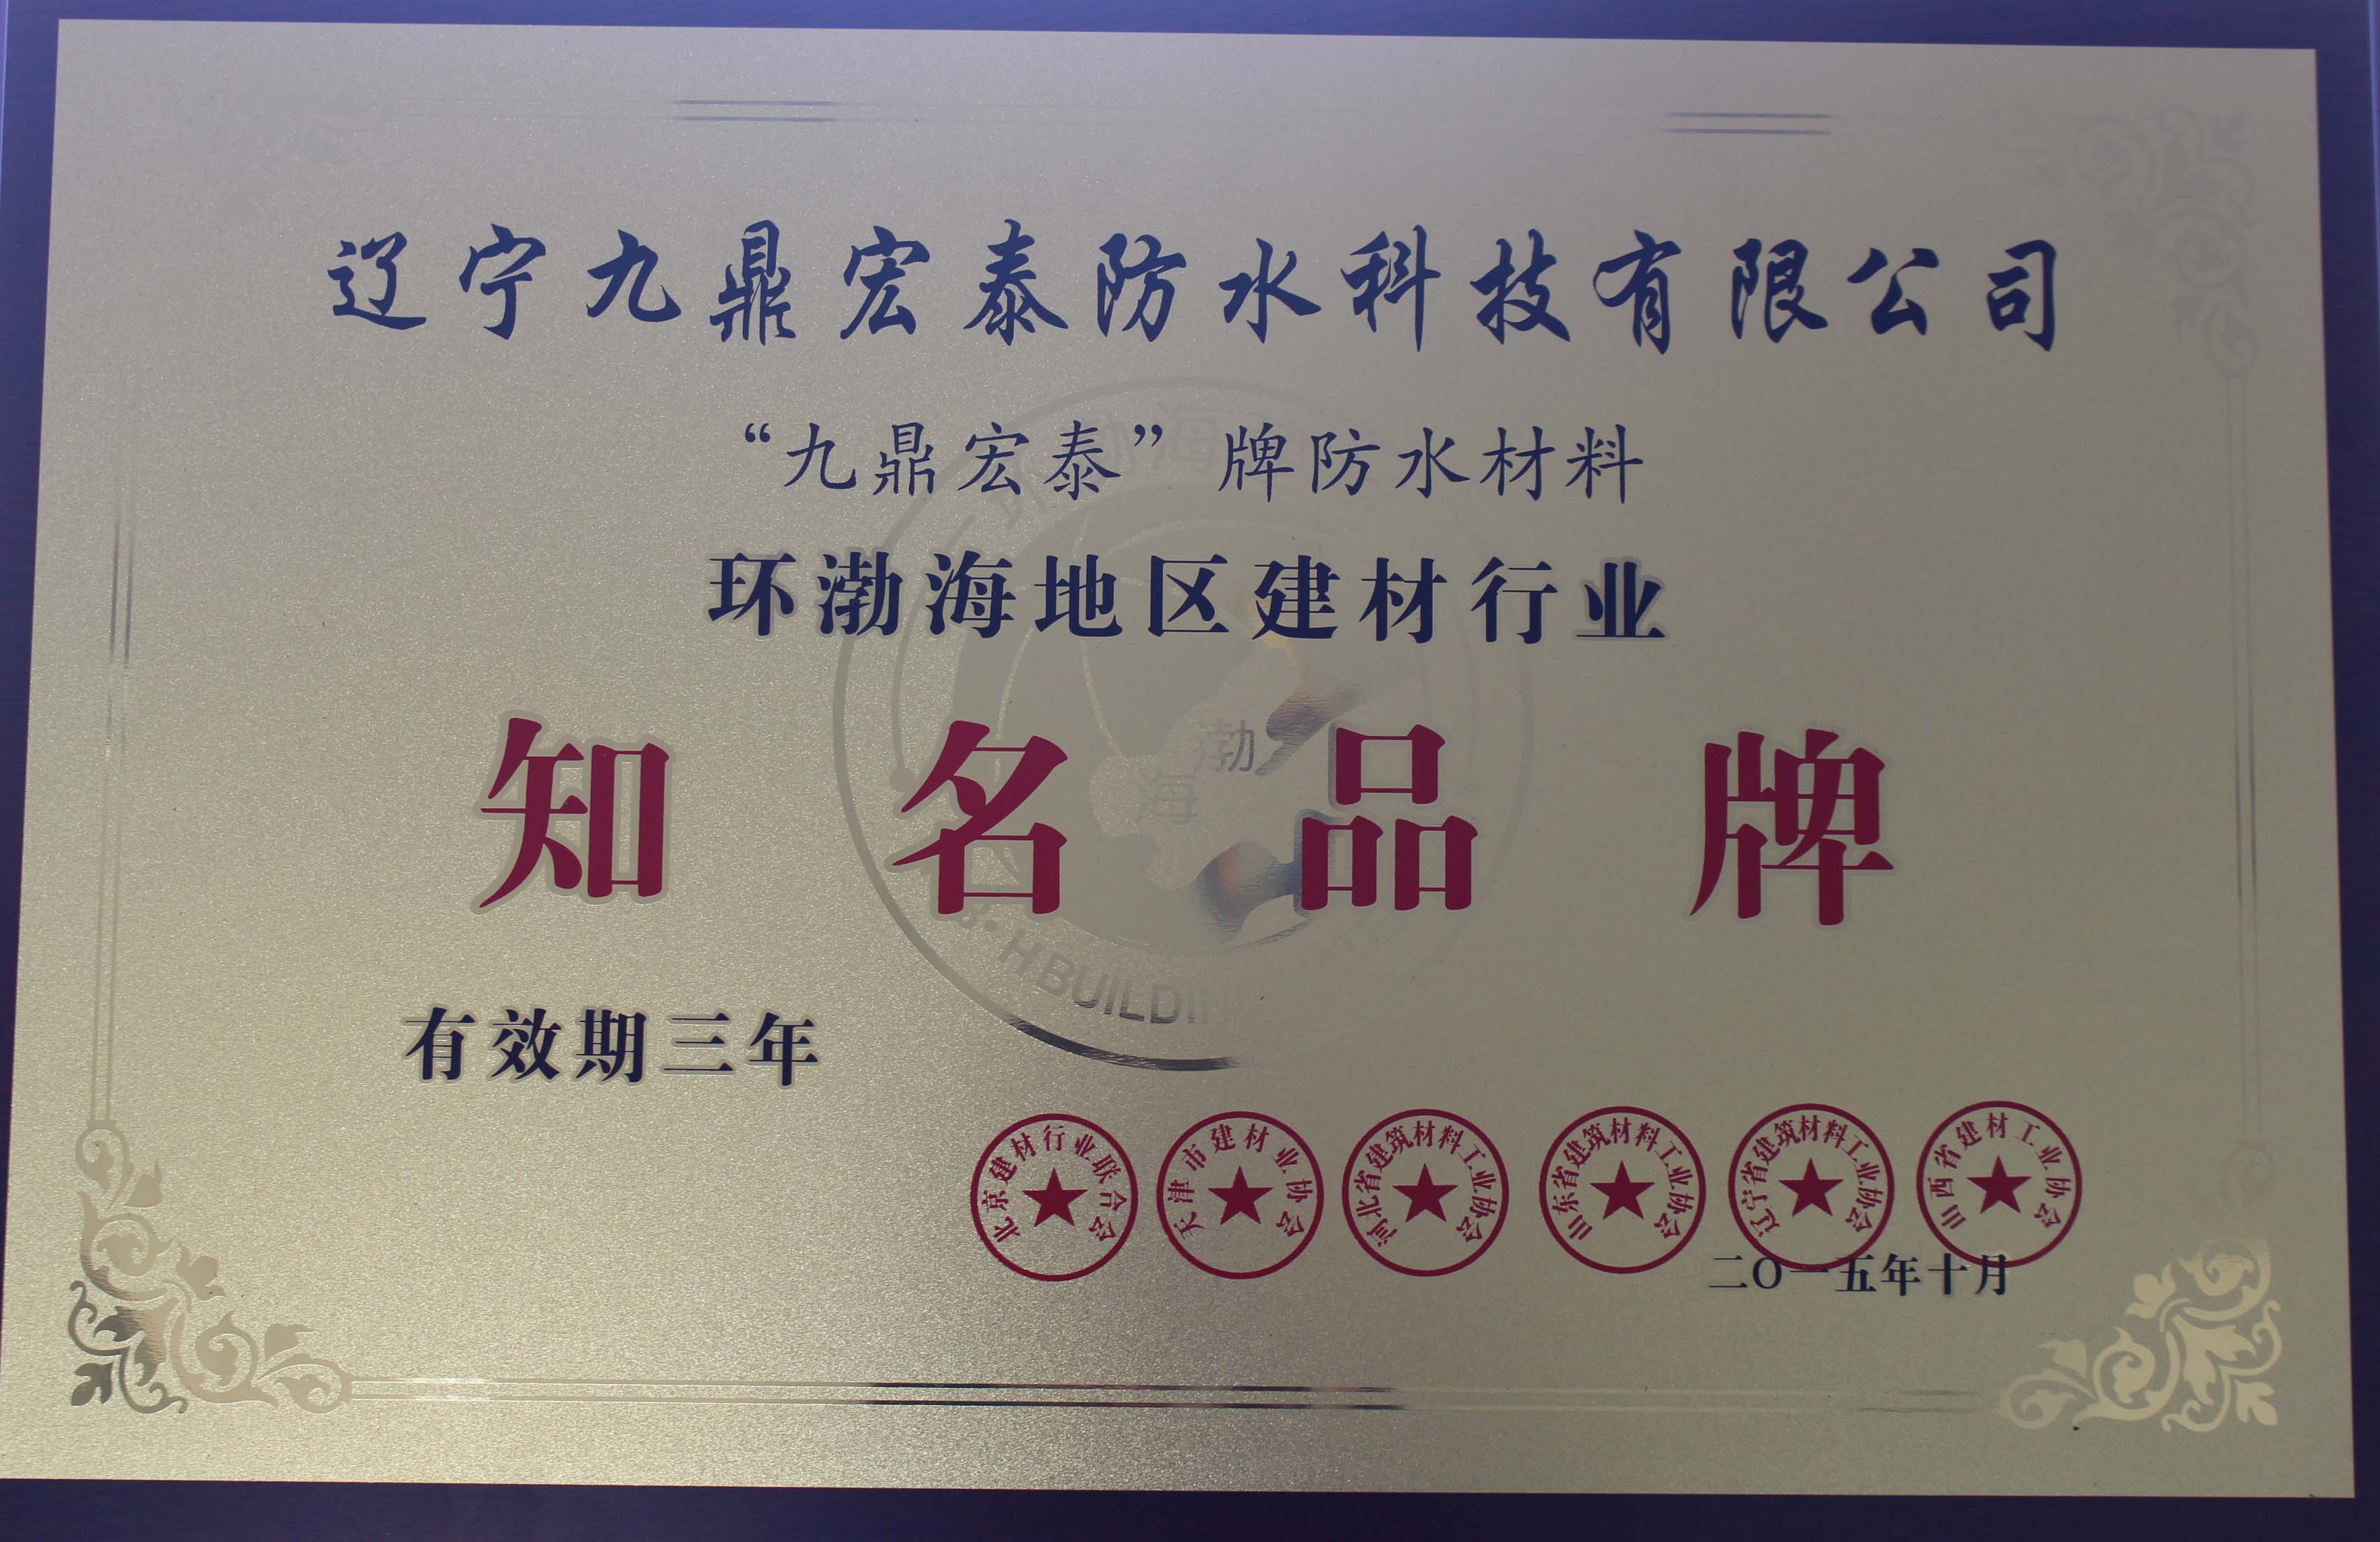 辽宁九鼎宏泰防水科技有限公司
“九鼎宏泰”牌防水材料
环渤海地区建材行业
知名品牌
渤
海
H BUILDIN
有效期三年
北京建材行业联合会
天津市建材业协会
河北省建筑材料工业协会
山东省建筑材料工业协会
辽宁省建筑材料工业协会
山西省建材工业协会
二〇一五年十月